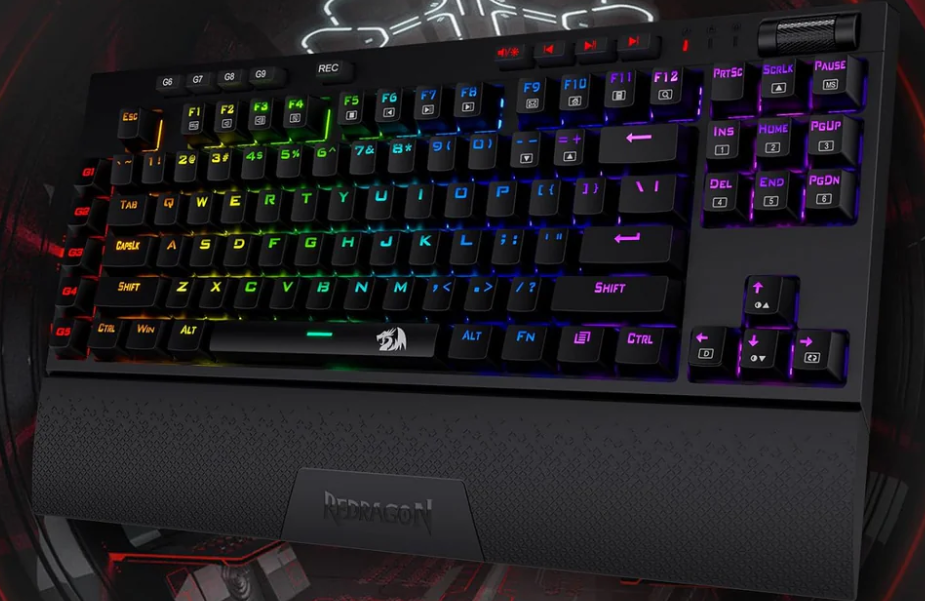 G6 G7 G8 G9 REC
Esc F1 F2 F3 F4 F5 F6 F7 F8 F9 F10 F11 F12 PrtSc ScrLk Pause
MS
G1 ~ 1! 2@ 3# 4$ 5% 6^ 7& 8* 9( 0) -- =+ ← Ins Home PgUp
1 2 3
G2 Tab Q W E R T Y U I O P [{ ]} \| Del End PgDn
4 5 6
G3 CapsLk A S D F G H J K L ;: '" ↵
G4 Shift Z X C V B N M ,< .> /? Shift ↑
G5 Ctrl Win Alt Alt Fn Ctrl ← ↓ →
D
REDRAGON